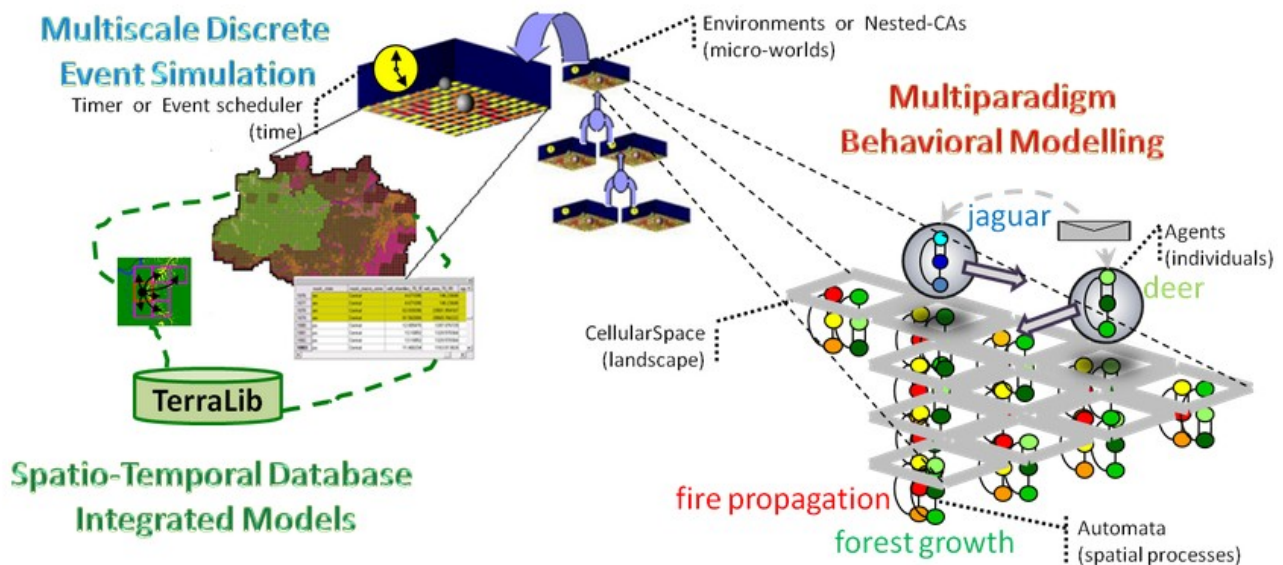 Multiscale Discrete
Event Simulation
Timer or Event scheduler
(time)
Environments or Nested-CAs
(micro-worlds)
Multiparadigm
Behavioral Modelling
jaguar
Agents
(individuals)
deer
CellularSpace
(landscape)
TerraLib
Spatio-Temporal Database
Integrated Models
fire propagation
forest growth
Automata
(spatial processes)